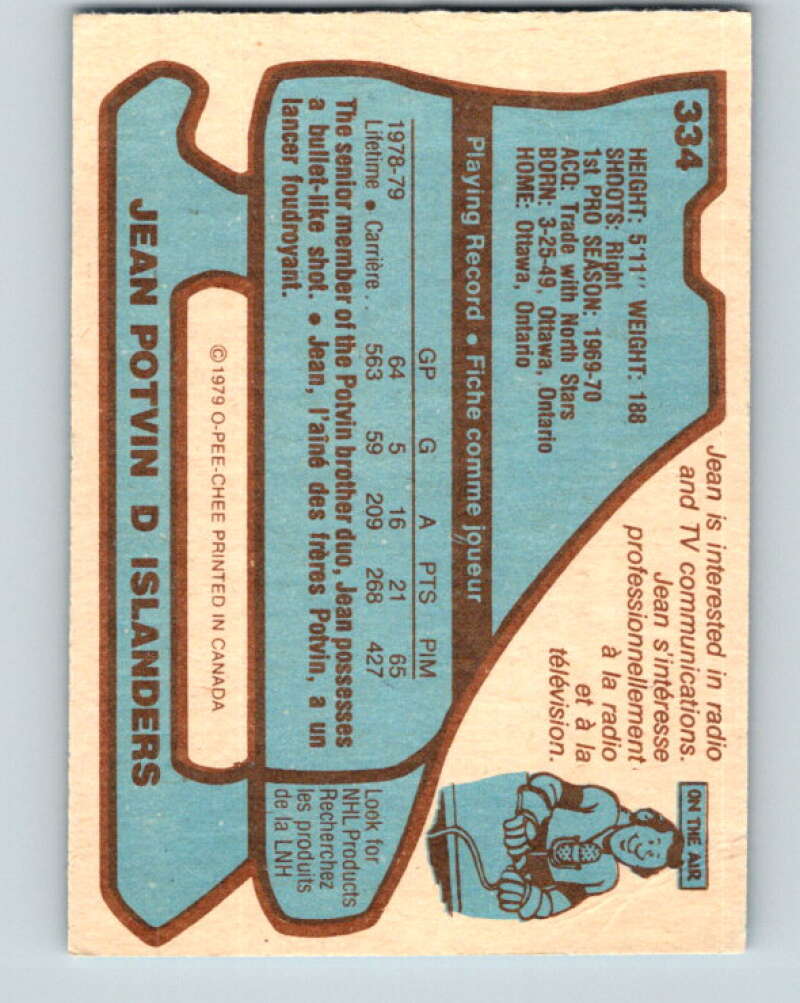 334
HEIGHT: 5'11" WEIGHT: 188
SHOOTS: Right
1st PRO SEASON: 1969-70
ACQ: Trade with North Stars
BORN: 3-25-49, Ottawa, Ontario
HOME: Ottawa, Ontario
Jean is interested in radio
and TV communications.
Jean s'intéresse
professionnellement
à la radio
et à la
télévision.
ON THE AIR
Playing Record • Fiche comme joueur
GP G A PTS PIM
1978-79 64 5 16 21 65
Lifetime • Carrière . . 563 59 209 268 427
The senior member of the Potvin brother duo, Jean possesses
a bullet-like shot. • Jean, l'aîné des frères Potvin, a un
lancer foudroyant.
Look for
NHL Products
Recherchez
les produits
de la LNH
©1979 O-PEE-CHEE PRINTED IN CANADA
JEAN POTVIN D ISLANDERS